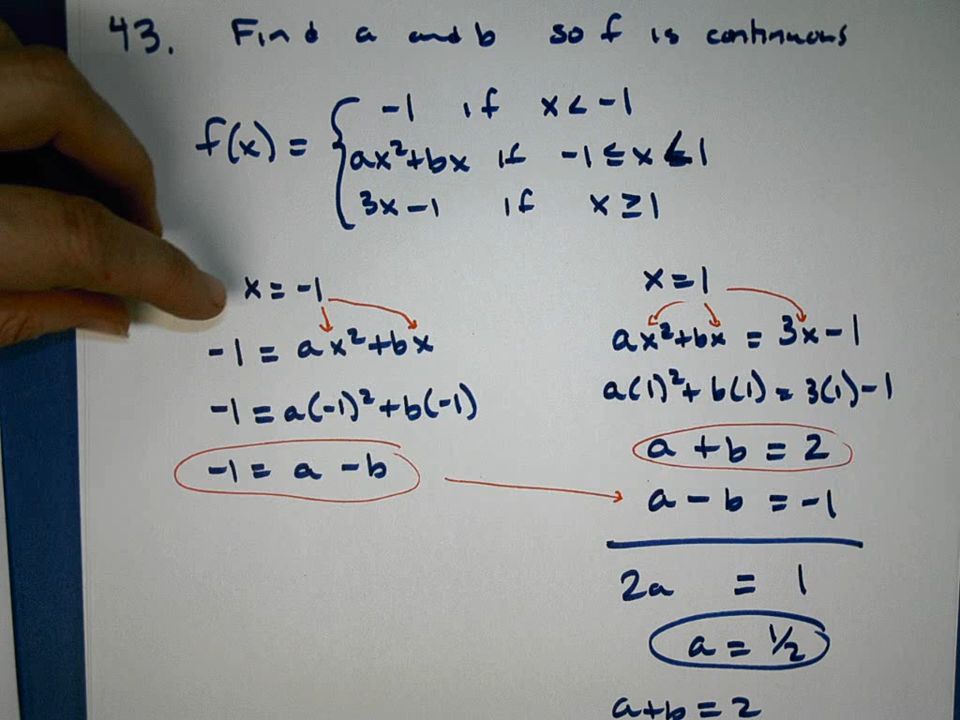 43. Find a and b so f is continuous
f(x) = { -1 if x < -1
ax²+bx if -1 ≤ x < 1
3x-1 if x ≥ 1
x = -1
-1 = ax²+bx
-1 = a(-1)²+b(-1)
-1 = a - b
x = 1
ax²+bx = 3x-1
a(1)²+b(1) = 3(1)-1
a + b = 2
a - b = -1
2a = 1
a = 1/2
a+b = 2